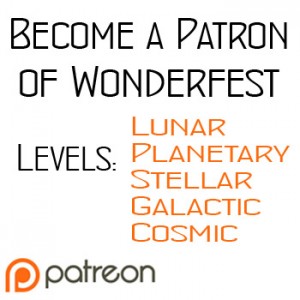 Become a Patron
of Wonderfest
Levels:
Lunar
Planetary
Stellar
Galactic
Cosmic
patreon